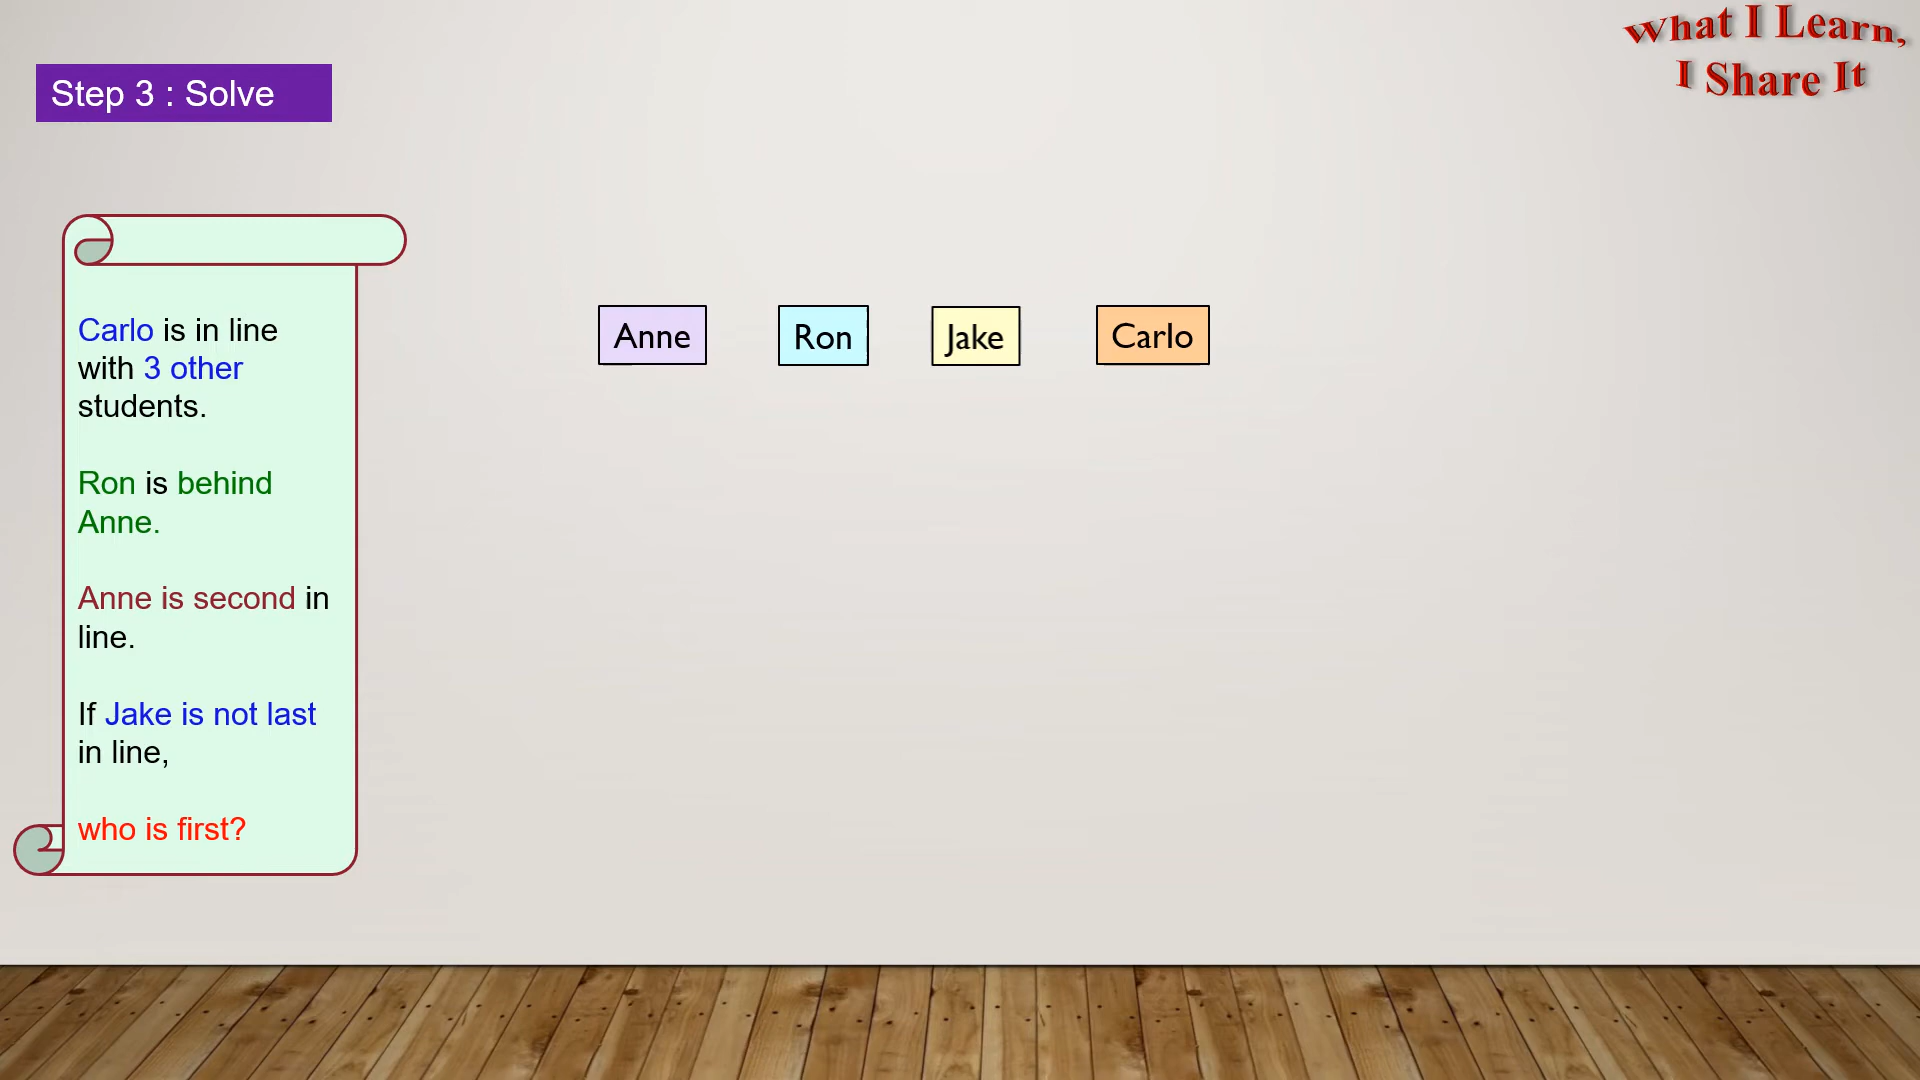 What I Learn,
I Share It
Step 3 : Solve
Carlo is in line
with 3 other
students.
Ron is behind
Anne.
Anne is second in
line.
If Jake is not last
in line,
who is first?
Anne
Ron
Jake
Carlo